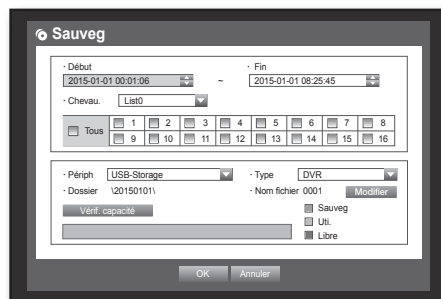 Sauveg
· Début
· Fin
2015-01-01 00:01:06 ~ 2015-01-01 08:25:45
· Chevau. List0
Tous 1 2 3 4 5 6 7 8
9 10 11 12 13 14 15 16
· Périph USB-Storage · Type DVR
· Dossier \20150101\ · Nom fichier 0001 Modifier
Vérif. capacité
Sauveg
Uti.
Libre
OK Annuler